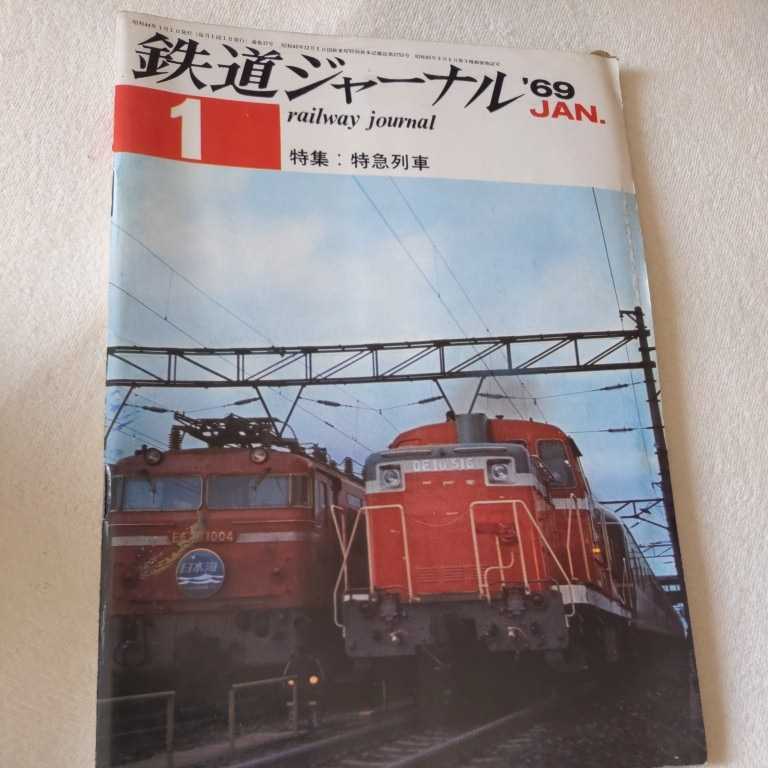 鉄道ジャーナル
'69
JAN.
railway journal
1
特集：特急列車
DE10 516
1004
日本海